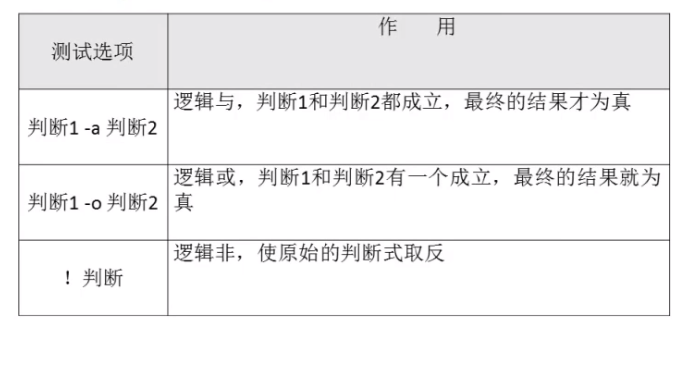 作 用
测试选项
逻辑与，判断1和判断2都成立，最终的结果才为真
判断1 -a 判断2
逻辑或，判断1和判断2有一个成立，最终的结果就为
判断1 -o 判断2 真
逻辑非，使原始的判断式取反
！判断